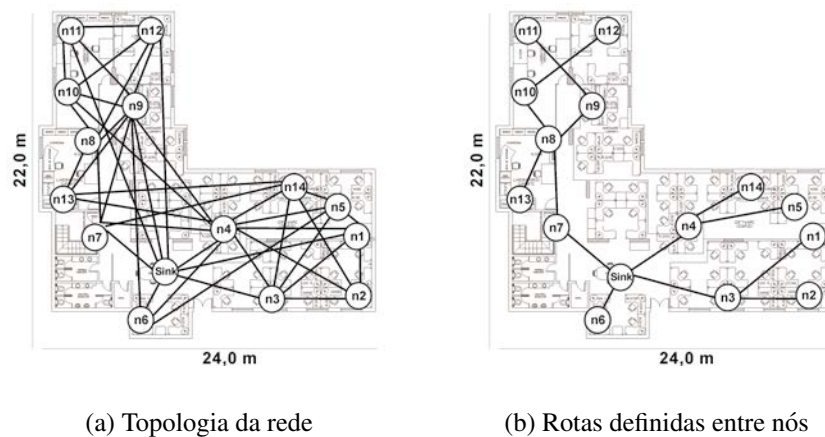 n11
n12
n10
n9
n8
n13
n7
n14
n5
n4
n1
Sink
n3
n2
n6
22,0 m
24,0 m
(a) Topologia da rede
n11
n12
n10
n9
n8
n13
n7
n14
n5
n4
n1
Sink
n3
n2
n6
22,0 m
24,0 m
(b) Rotas definidas entre nós